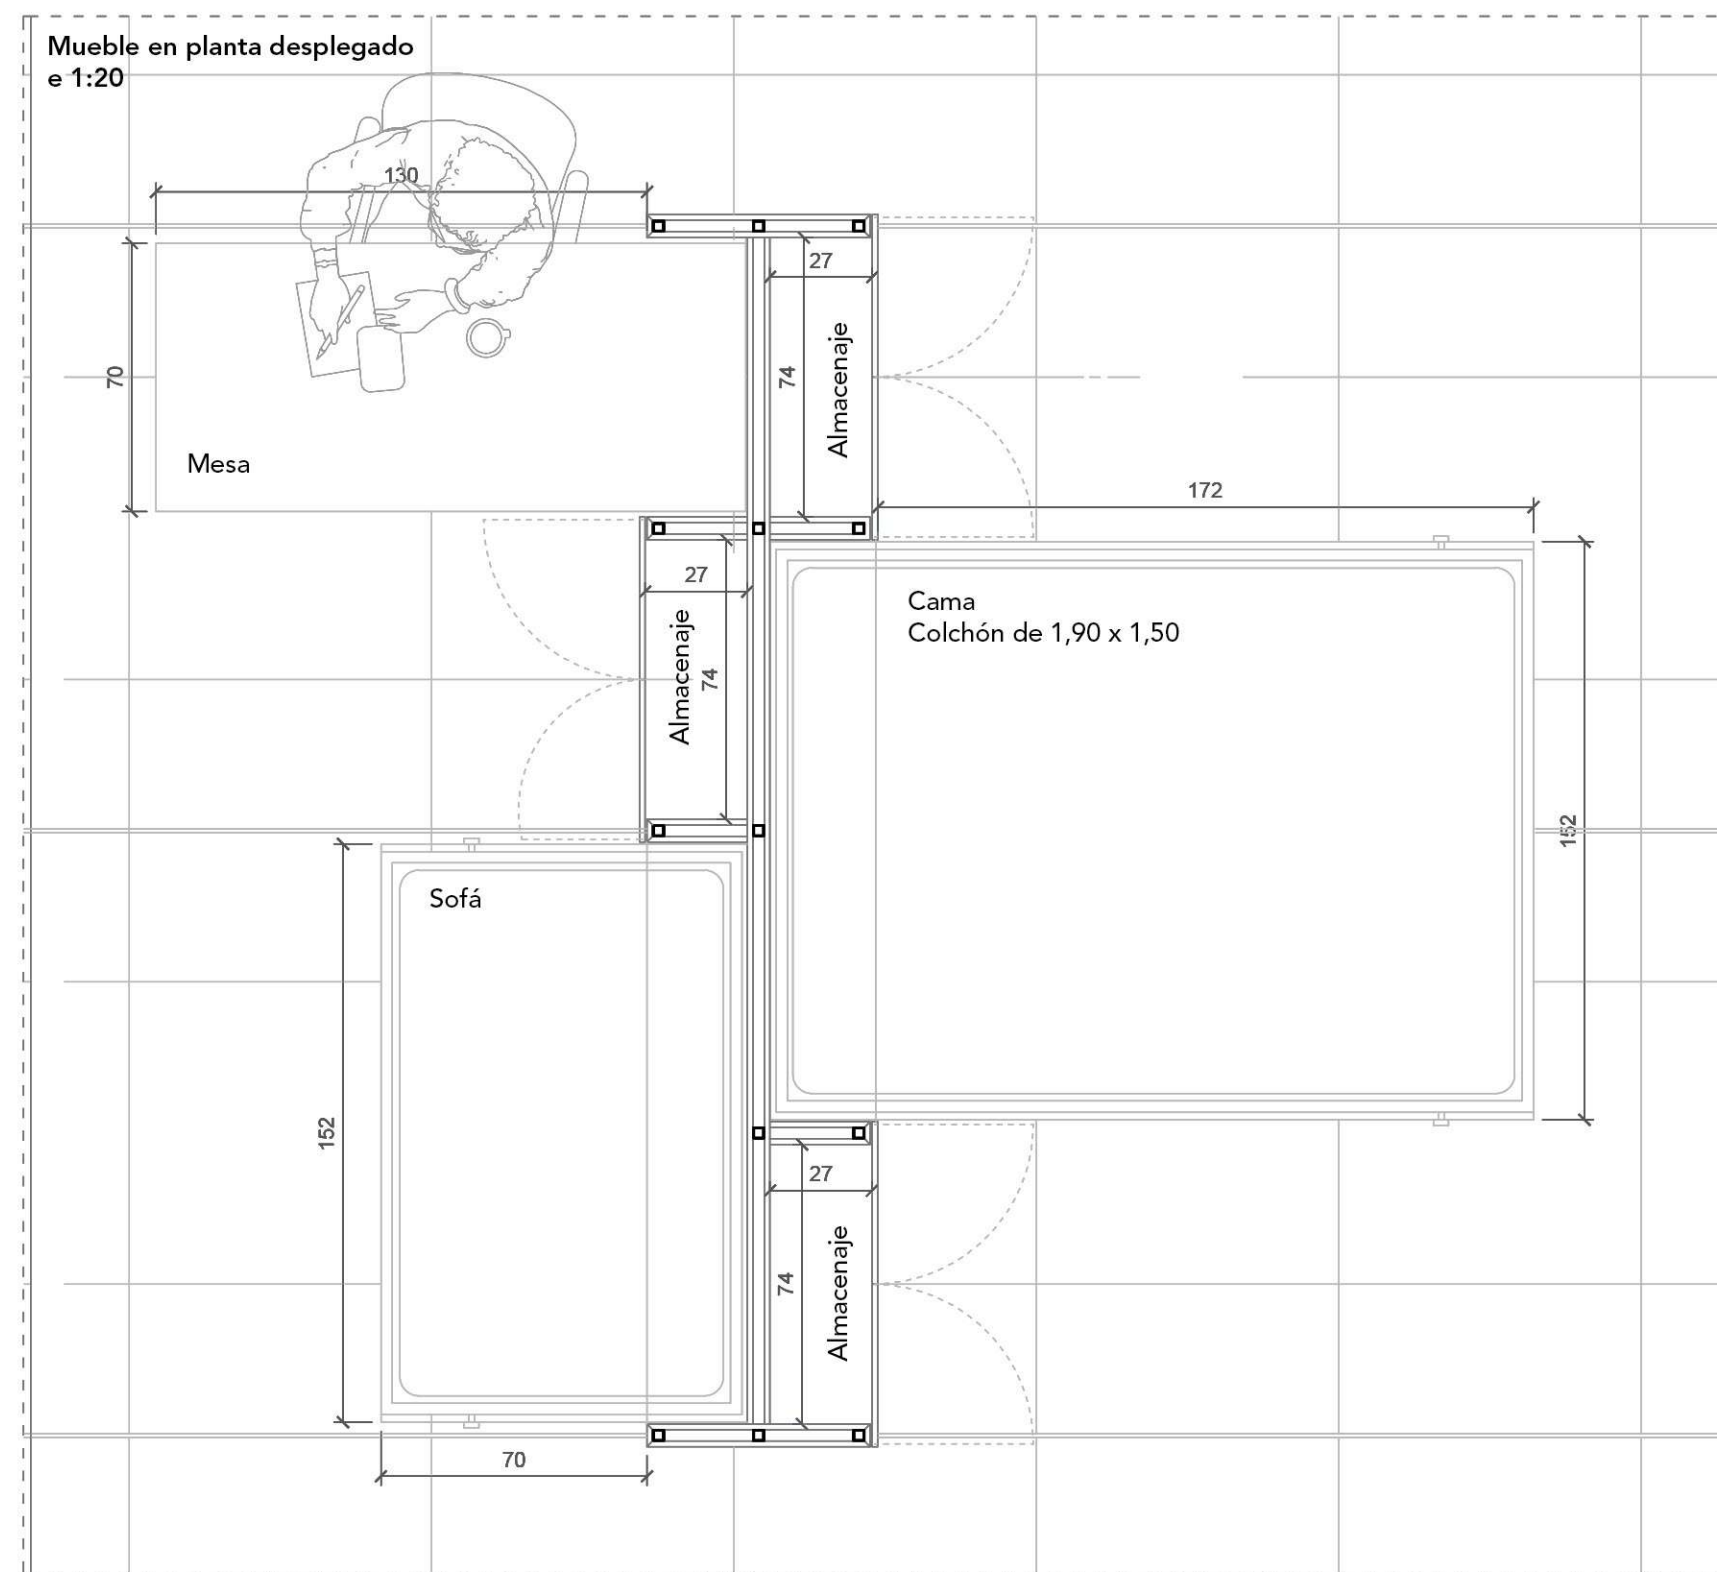 Mueble en planta desplegado
e 1:20
130
27
70
74
Almacenaje
Mesa
172
27
Almacenaje
74
Cama
Colchón de 1,90 x 1,50
152
Sofá
152
27
74
Almacenaje
70